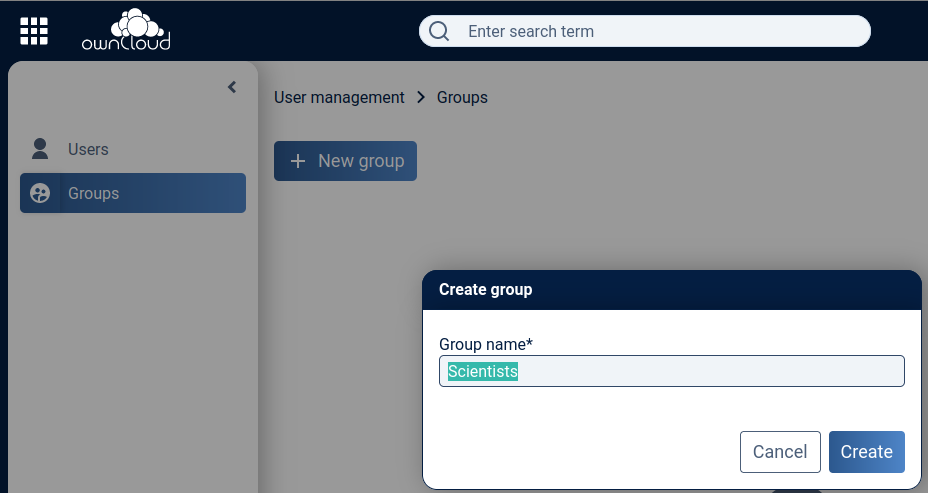 ownCloud
Enter search term
User management > Groups
Users
+ New group
Groups
Create group
Group name*
Scientists
Cancel
Create